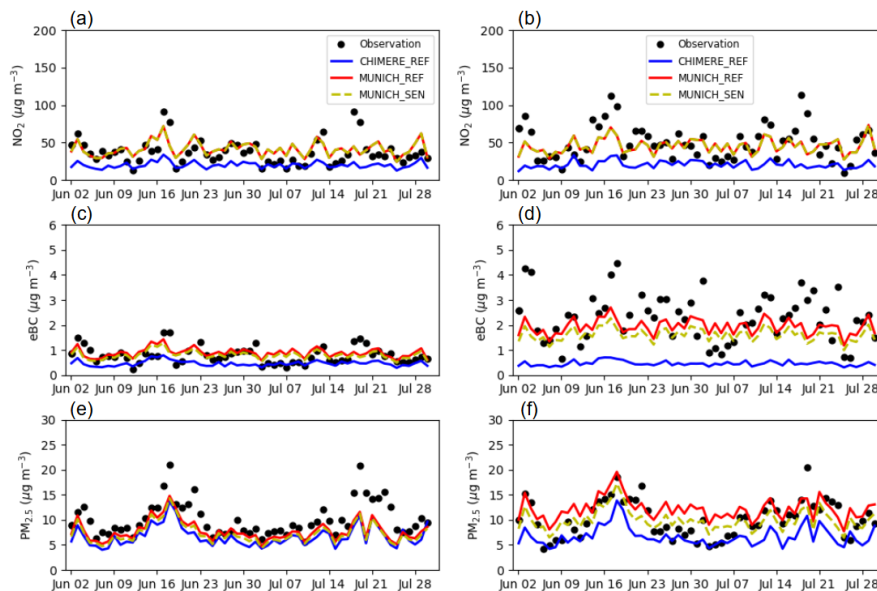 (a)
(b)
200
150
100
50
0
NO2 (μg m−3)
Observation
CHIMERE_REF
MUNICH_REF
MUNICH_SEN
Jun 02 Jun 09 Jun 16 Jun 23 Jun 30 Jul 07 Jul 14 Jul 21 Jul 28
200
150
100
50
0
NO2 (μg m−3)
Observation
CHIMERE_REF
MUNICH_REF
MUNICH_SEN
Jun 02 Jun 09 Jun 16 Jun 23 Jun 30 Jul 07 Jul 14 Jul 21 Jul 28
(c)
(d)
6
5
4
3
2
1
0
eBC (μg m−3)
Jun 02 Jun 09 Jun 16 Jun 23 Jun 30 Jul 07 Jul 14 Jul 21 Jul 28
6
5
4
3
2
1
0
eBC (μg m−3)
Jun 02 Jun 09 Jun 16 Jun 23 Jun 30 Jul 07 Jul 14 Jul 21 Jul 28
(e)
(f)
30
25
20
15
10
5
0
PM2.5 (μg m−3)
Jun 02 Jun 09 Jun 16 Jun 23 Jun 30 Jul 07 Jul 14 Jul 21 Jul 28
30
25
20
15
10
5
0
PM2.5 (μg m−3)
Jun 02 Jun 09 Jun 16 Jun 23 Jun 30 Jul 07 Jul 14 Jul 21 Jul 28